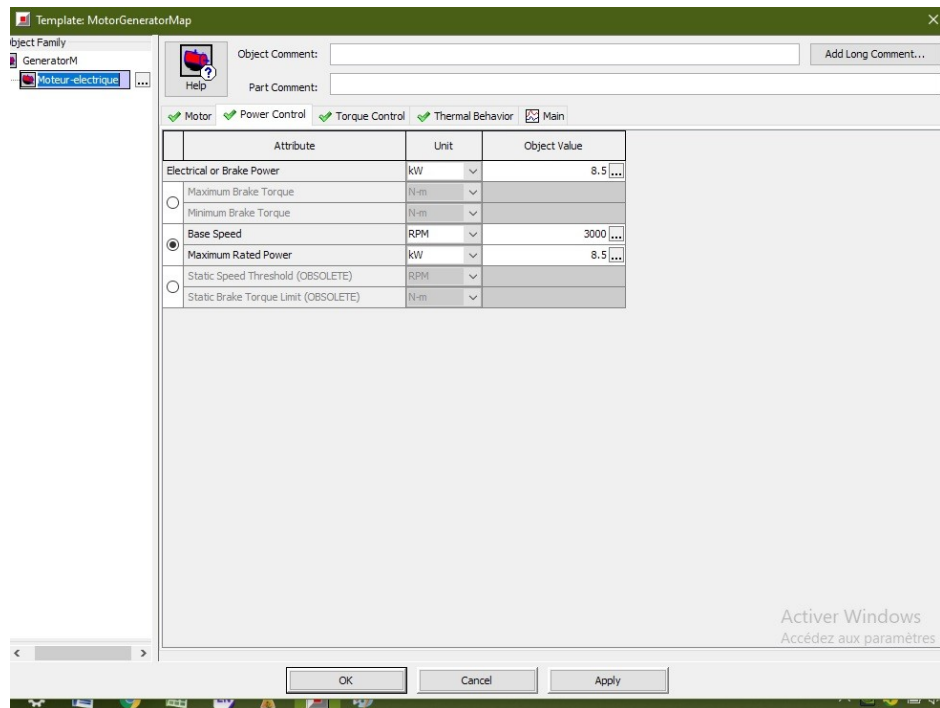 Template: MotorGeneratorMap
bject Family
GeneratorM
Moteur-electrique ...
Help
Object Comment:
Add Long Comment...
Part Comment:
Motor Power Control Torque Control Thermal Behavior Main
Attribute Unit Object Value
Electrical or Brake Power kW 8.5 ...
Maximum Brake Torque N-m
Minimum Brake Torque N-m
Base Speed RPM 3000 ...
Maximum Rated Power kW 8.5 ...
Static Speed Threshold (OBSOLETE) RPM
Static Brake Torque Limit (OBSOLETE) N-m
Activer Windows
Accédez aux paramètres
OK Cancel Apply